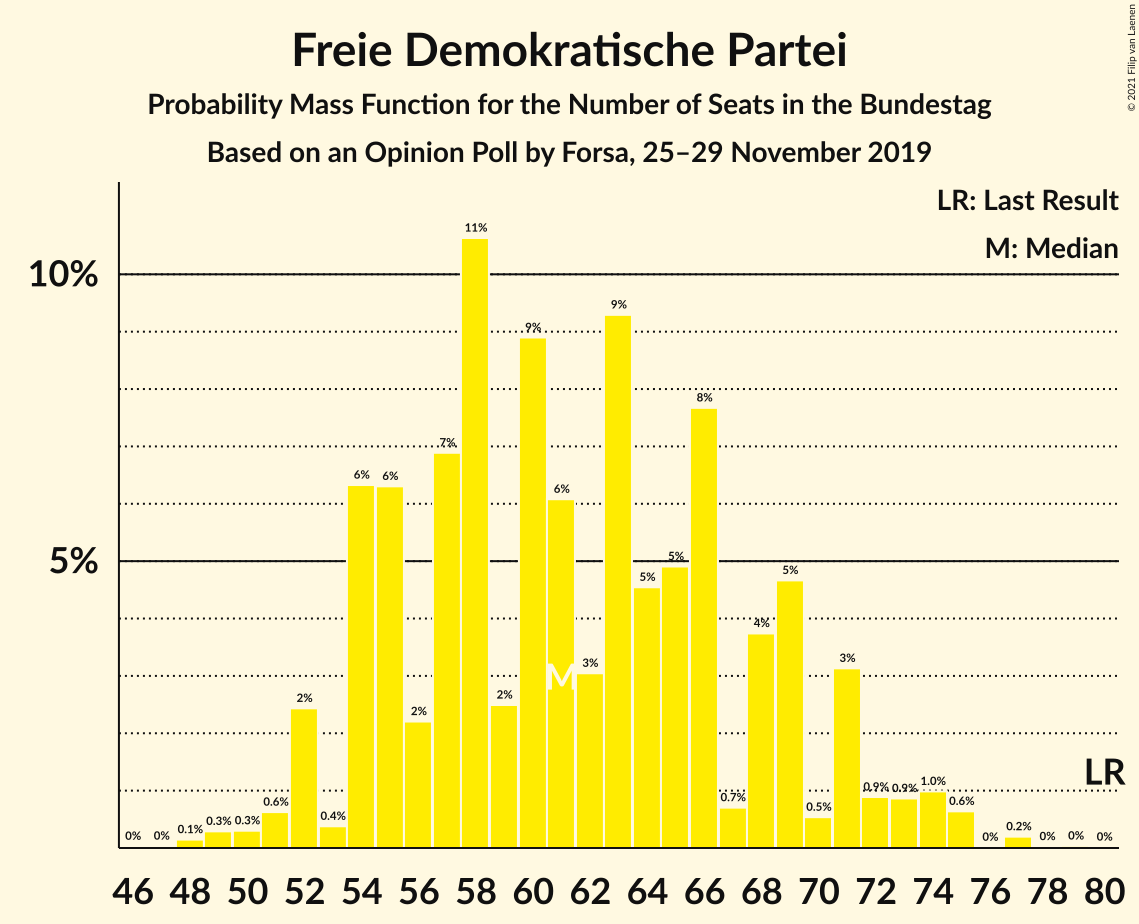 Freie Demokratische Partei
Probability Mass Function for the Number of Seats in the Bundestag
Based on an Opinion Poll by Forsa, 25–29 November 2019
© 2021 Filip van Laenen
LR: Last Result
M: Median
10%
5%
0% 0% 0.1% 0.3% 0.3% 0.6% 2% 0.4% 6% 6% 2% 7% 11% 2% 9% 6% 3% 9% 5% 5% 8% 0.7% 4% 5% 0.5% 3% 0.9% 0.9% 1.0% 0.6% 0% 0.2% 0% 0% 0%
M
LR
46 48 50 52 54 56 58 60 62 64 66 68 70 72 74 76 78 80